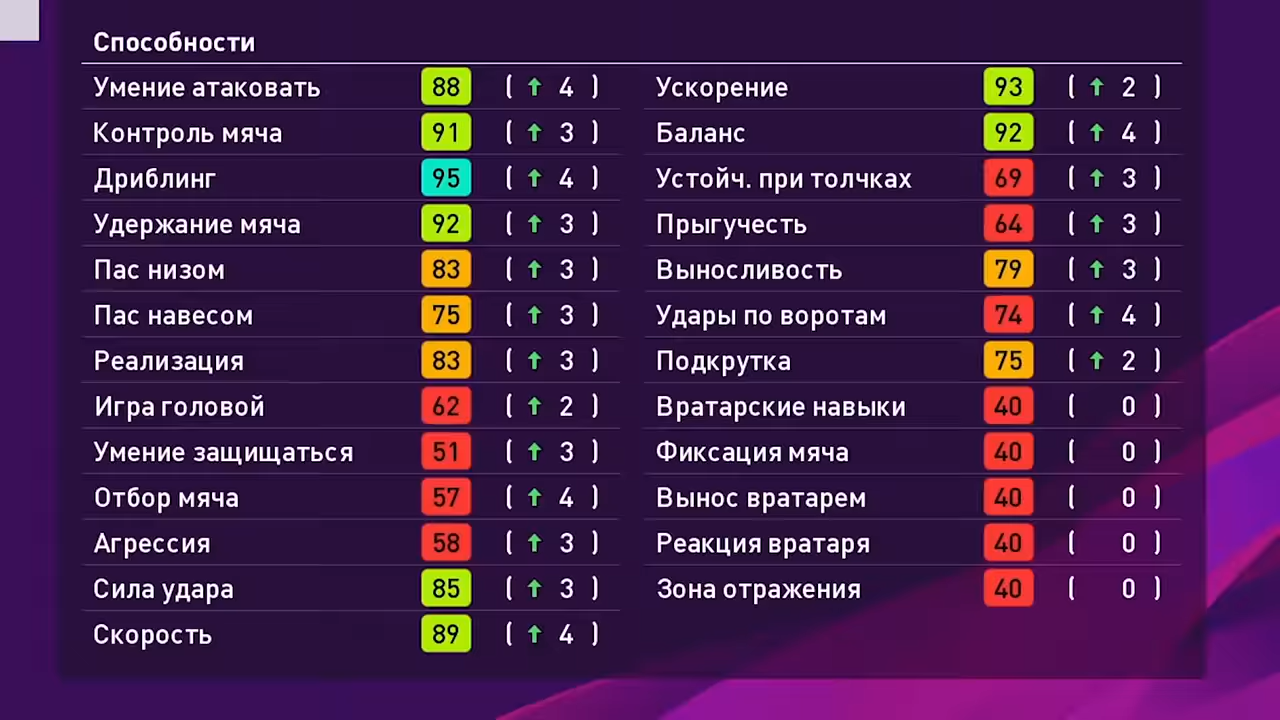 Способности
Умение атаковать 88 ( ↑ 4 )
Контроль мяча 91 ( ↑ 3 )
Дриблинг 95 ( ↑ 4 )
Удержание мяча 92 ( ↑ 3 )
Пас низом 83 ( ↑ 3 )
Пас навесом 75 ( ↑ 3 )
Реализация 83 ( ↑ 3 )
Игра головой 62 ( ↑ 2 )
Умение защищаться 51 ( ↑ 3 )
Отбор мяча 57 ( ↑ 4 )
Агрессия 58 ( ↑ 3 )
Сила удара 85 ( ↑ 3 )
Скорость 89 ( ↑ 4 )
Ускорение 93 ( ↑ 2 )
Баланс 92 ( ↑ 4 )
Устойч. при толчках 69 ( ↑ 3 )
Прыгучесть 64 ( ↑ 3 )
Выносливость 79 ( ↑ 3 )
Удары по воротам 74 ( ↑ 4 )
Подкрутка 75 ( ↑ 2 )
Вратарские навыки 40 ( 0 )
Фиксация мяча 40 ( 0 )
Вынос вратарем 40 ( 0 )
Реакция вратаря 40 ( 0 )
Зона отражения 40 ( 0 )